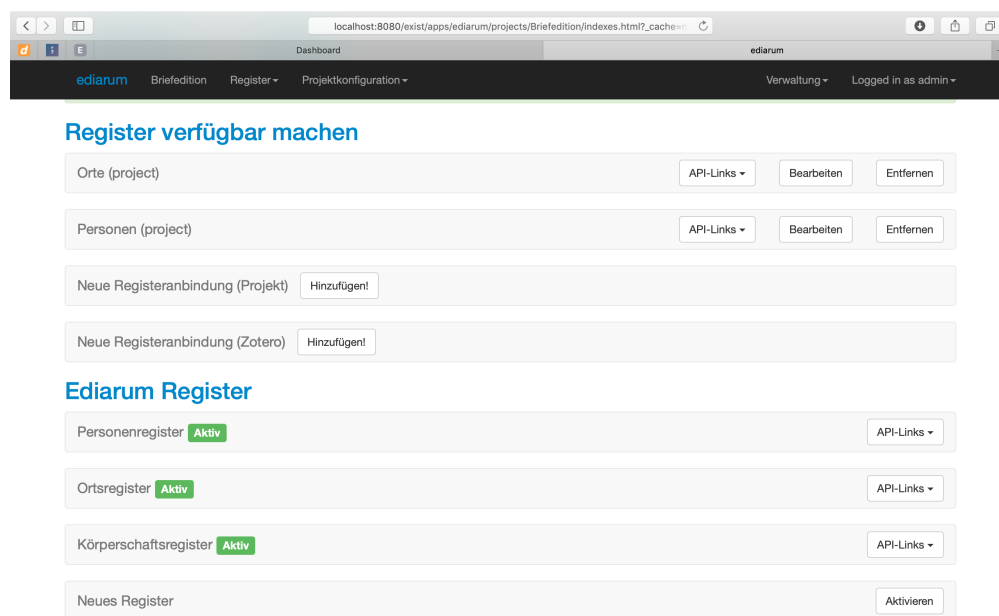 localhost:8080/exist/apps/ediarum/projects/Briefedition/indexes.html?_cache=n
d ; E Dashboard ediarum
ediarum Briefedition Register Projektkonfiguration Verwaltung Logged in as admin
Register verfügbar machen
Orte (project) API-Links Bearbeiten Entfernen
Personen (project) API-Links Bearbeiten Entfernen
Neue Registeranbindung (Projekt) Hinzufügen!
Neue Registeranbindung (Zotero) Hinzufügen!
Ediarum Register
Personenregister Aktiv API-Links
Ortsregister Aktiv API-Links
Körperschaftsregister Aktiv API-Links
Neues Register Aktivieren